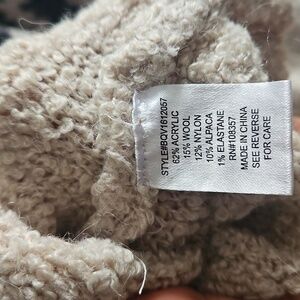 STYLE#BQV1612057
62% ACRYLIC
15% WOOL
12% NYLON
10% ALPACA
1% ELASTANE
RN#108357
MADE IN CHINA
SEE REVERSE
FOR CARE